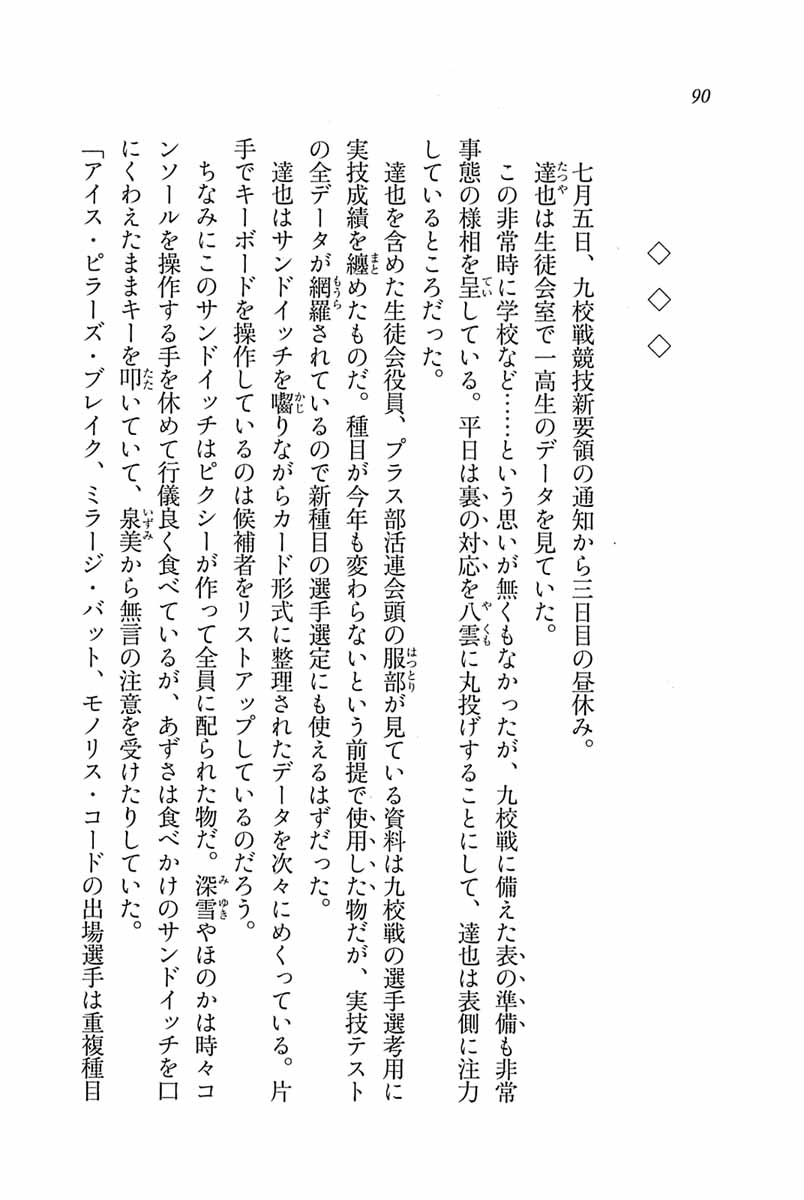 90
◇ ◇ ◇
七月五日、九校戦競技新要領の通知から三日目の昼休み。
達也は生徒会室で一高生のデータを見ていた。
この非常時に学校など……という思いが無くもなかったが、九校戦に備えた表の準備も非常
事態の様相を呈している。平日は裏の対応を八雲に丸投げすることにして、達也は表側に注力
しているところだった。
達也を含めた生徒会役員、プラス部活連会頭の服部が見ている資料は九校戦の選手選考用に
実技成績を纏めたものだ。種目が今年も変わらないという前提で使用した物だが、実技テスト
の全データが網羅されているので新種目の選手選定にも使えるはずだった。
達也はサンドイッチを囓りながらカード形式に整理されたデータを次々にめくっている。片
手でキーボードを操作しているのは候補者をリストアップしているのだろう。
ちなみにこのサンドイッチはピクシーが作って全員に配られた物だ。深雪やほのかは時々コ
ンソールを操作する手を休めて行儀良く食べているが、あずさは食べかけのサンドイッチを口
にくわえたままキーを叩いていて、泉美から無言の注意を受けたりしていた。
「アイス・ピラーズ・ブレイク、ミラージ・バット、モノリス・コードの出場選手は重複種目